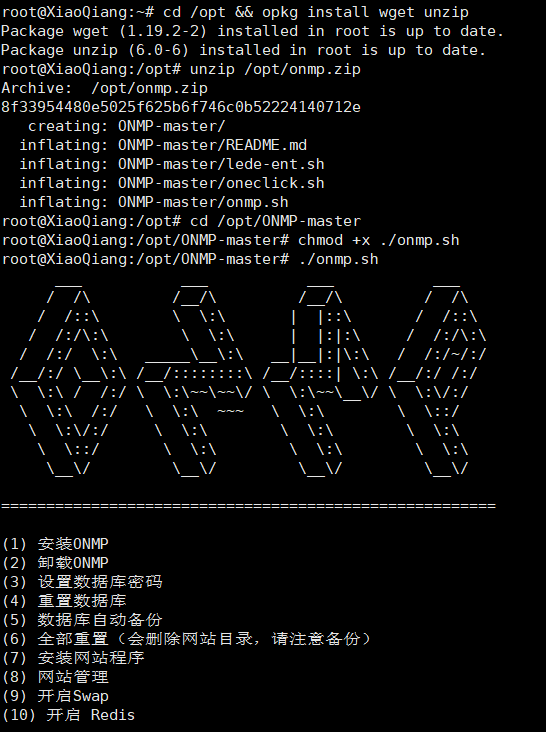 root@XiaoQiang:~# cd /opt && opkg install wget unzip
Package wget (1.19.2-2) installed in root is up to date.
Package unzip (6.0-6) installed in root is up to date.
root@XiaoQiang:/opt# unzip /opt/onmp.zip
Archive:  /opt/onmp.zip
8f33954480e5025f625b6f746c0b52224140712e
   creating: ONMP-master/
  inflating: ONMP-master/README.md
  inflating: ONMP-master/lede-ent.sh
  inflating: ONMP-master/oneclick.sh
  inflating: ONMP-master/onmp.sh
root@XiaoQiang:/opt# cd /opt/ONMP-master
root@XiaoQiang:/opt/ONMP-master# chmod +x ./onmp.sh
root@XiaoQiang:/opt/ONMP-master# ./onmp.sh
=======================================================
(1) 安装ONMP
(2) 卸载ONMP
(3) 设置数据库密码
(4) 重置数据库
(5) 数据库自动备份
(6) 全部重置（会删除网站目录，请注意备份）
(7) 安装网站程序
(8) 网站管理
(9) 开启Swap
(10) 开启 Redis